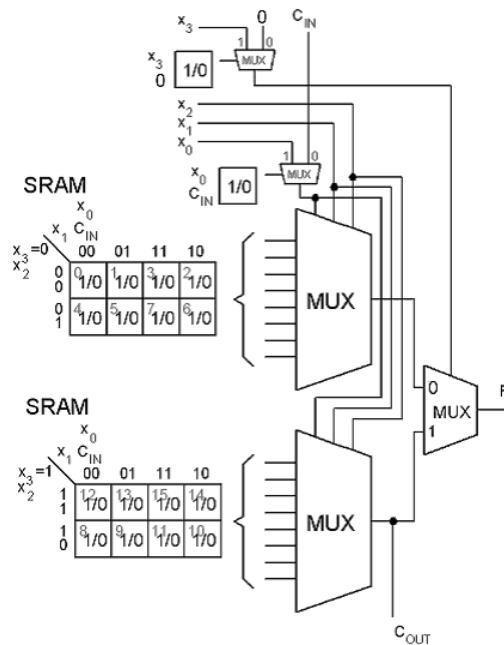 x3 0 CIN
1 0
MUX
x3
0 1/0
x2
x1
x0
1 0
MUX
x0
CIN 1/0
SRAM
x0
x1 CIN
x3=0 00 01 11 10
x2
0 0 0 1/0 1 1/0 3 1/0 2 1/0
0 1 4 1/0 5 1/0 7 1/0 6 1/0
MUX
0
MUX F
1
SRAM
x0
x1 CIN
x3=1 00 01 11 10
x2
1 1 12 1/0 13 1/0 15 1/0 14 1/0
1 0 8 1/0 9 1/0 11 1/0 10 1/0
MUX
COUT